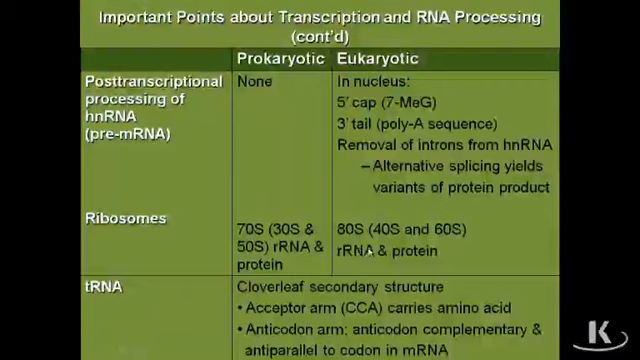 Important Points about Transcription and RNA Processing
(cont'd)
Prokaryotic Eukaryotic
Posttranscriptional
processing of
hnRNA
(pre-mRNA)
None
In nucleus:
5' cap (7-MeG)
3' tail (poly-A sequence)
Removal of introns from hnRNA
– Alternative splicing yields
variants of protein product
Ribosomes
70S (30S &
50S) rRNA &
protein
80S (40S and 60S)
rRNA & protein
tRNA
Cloverleaf secondary structure
• Acceptor arm (CCA) carries amino acid
• Anticodon arm; anticodon complementary &
antiparallel to codon in mRNA
K